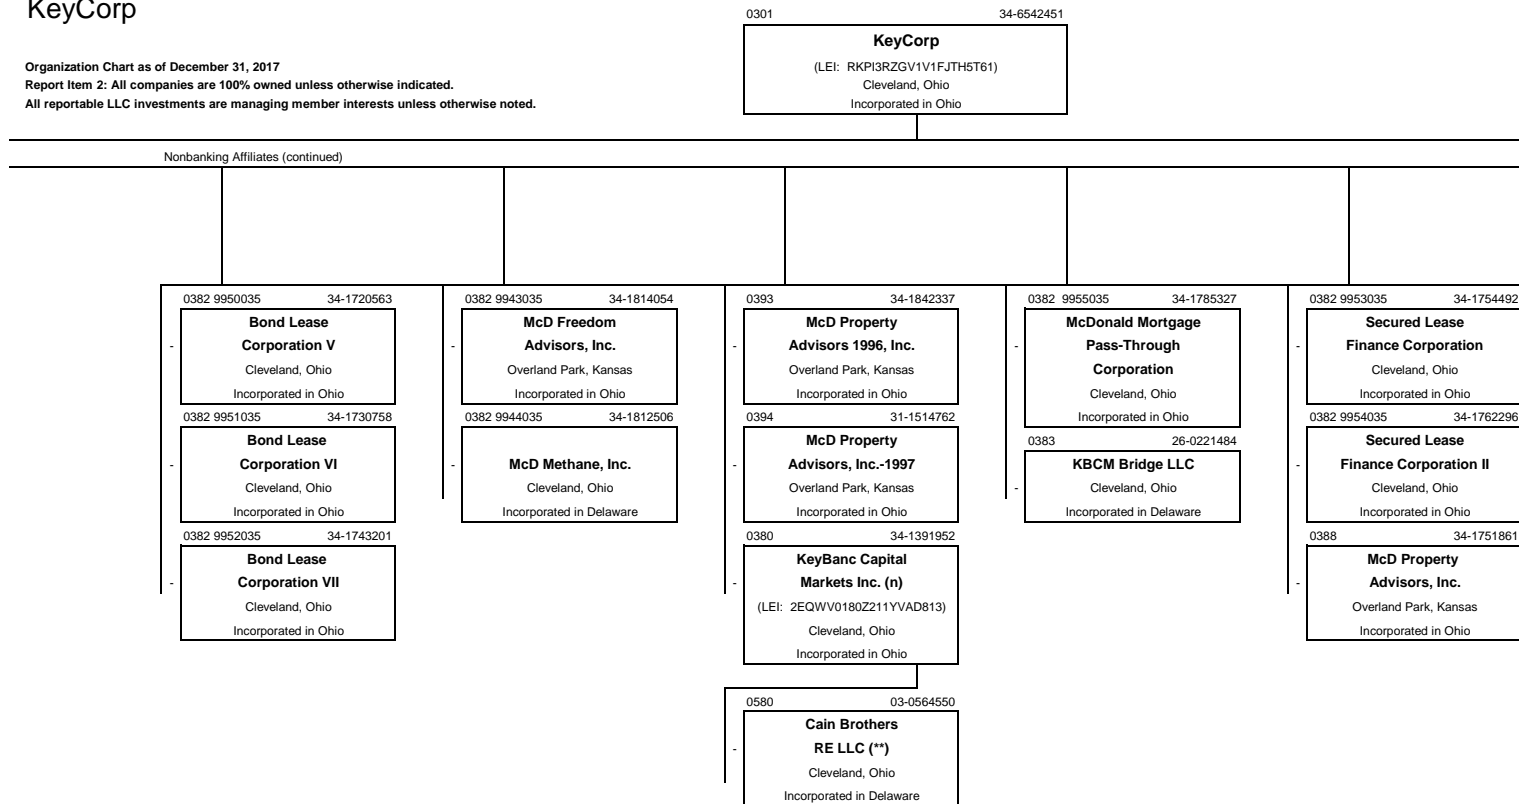 KeyCorp
0301 34-6542451
KeyCorp
(LEI: RKPI3RZGV1V1FJTH5T61)
Cleveland, Ohio
Incorporated in Ohio
Organization Chart as of December 31, 2017
Report Item 2: All companies are 100% owned unless otherwise indicated.
All reportable LLC investments are managing member interests unless otherwise noted.
Nonbanking Affiliates (continued)
0382 9950035 34-1720563
Bond Lease
- Corporation V
Cleveland, Ohio
Incorporated in Ohio
0382 9951035 34-1730758
Bond Lease
- Corporation VI
Cleveland, Ohio
Incorporated in Ohio
0382 9952035 34-1743201
Bond Lease
- Corporation VII
Cleveland, Ohio
Incorporated in Ohio
0382 9943035 34-1814054
McD Freedom
- Advisors, Inc.
Overland Park, Kansas
Incorporated in Ohio
0382 9944035 34-1812506
- McD Methane, Inc.
Cleveland, Ohio
Incorporated in Delaware
0393 34-1842337
McD Property
- Advisors 1996, Inc.
Overland Park, Kansas
Incorporated in Ohio
0394 31-1514762
McD Property
- Advisors, Inc.-1997
Overland Park, Kansas
Incorporated in Ohio
0380 34-1391952
KeyBanc Capital
- Markets Inc. (n)
(LEI: 2EQWV0180Z211YVAD813)
Cleveland, Ohio
Incorporated in Ohio
0580 03-0564550
Cain Brothers
- RE LLC (**)
Cleveland, Ohio
Incorporated in Delaware
0382 9955035 34-1785327
McDonald Mortgage
- Pass-Through
Corporation
Cleveland, Ohio
Incorporated in Ohio
0383 26-0221484
KBCM Bridge LLC
- Cleveland, Ohio
Incorporated in Delaware
0382 9953035 34-1754492
Secured Lease
- Finance Corporation
Cleveland, Ohio
Incorporated in Ohio
0382 9954035 34-1762296
Secured Lease
- Finance Corporation II
Cleveland, Ohio
Incorporated in Ohio
0388 34-1751861
McD Property
- Advisors, Inc.
Overland Park, Kansas
Incorporated in Ohio